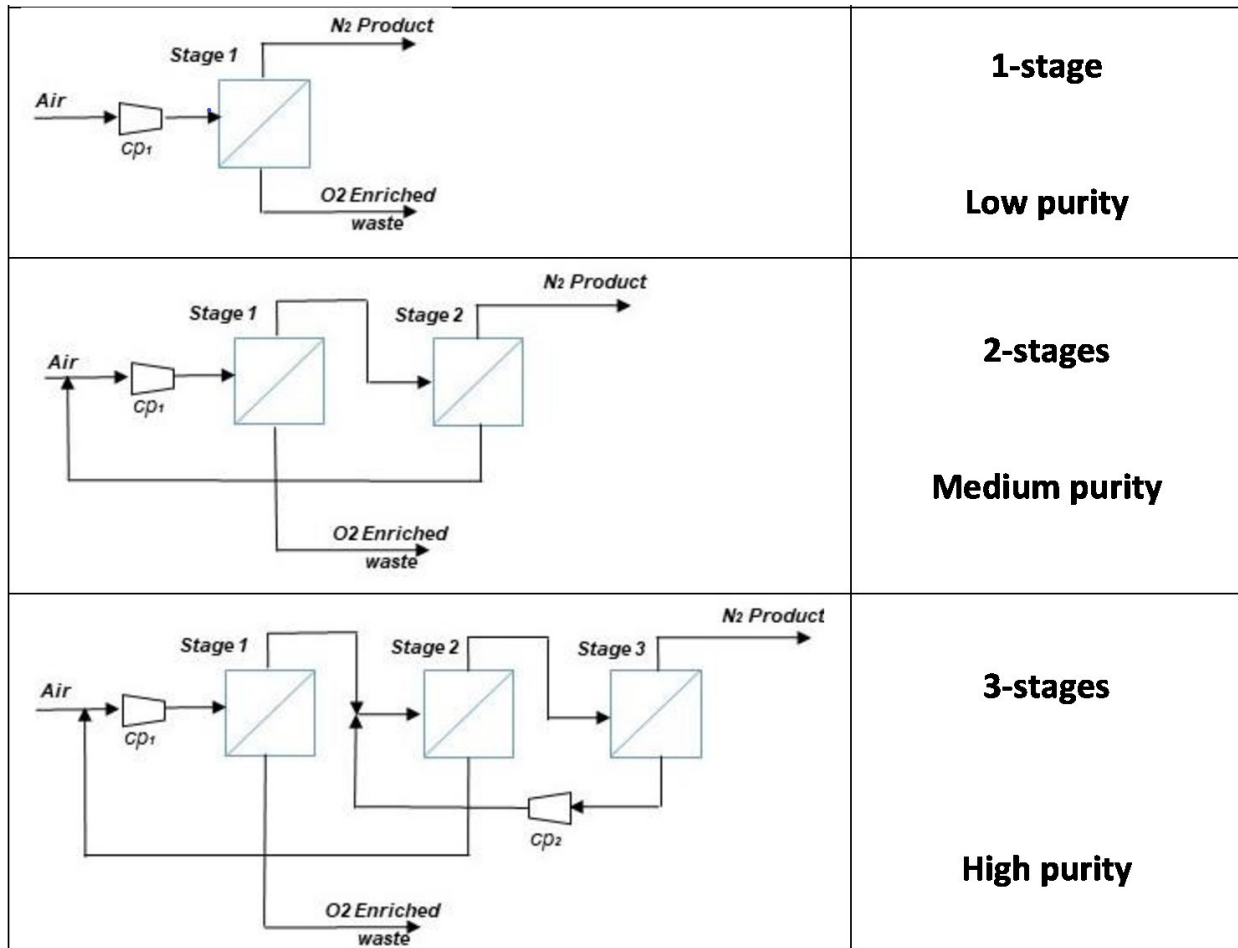 N₂ Product
Stage 1
Air
cp₁
O2 Enriched
waste
1-stage
Low purity
N₂ Product
Stage 1
Stage 2
Air
cp₁
O2 Enriched
waste
2-stages
Medium purity
N₂ Product
Stage 1
Stage 2
Stage 3
Air
cp₁
cp₂
O2 Enriched
waste
3-stages
High purity